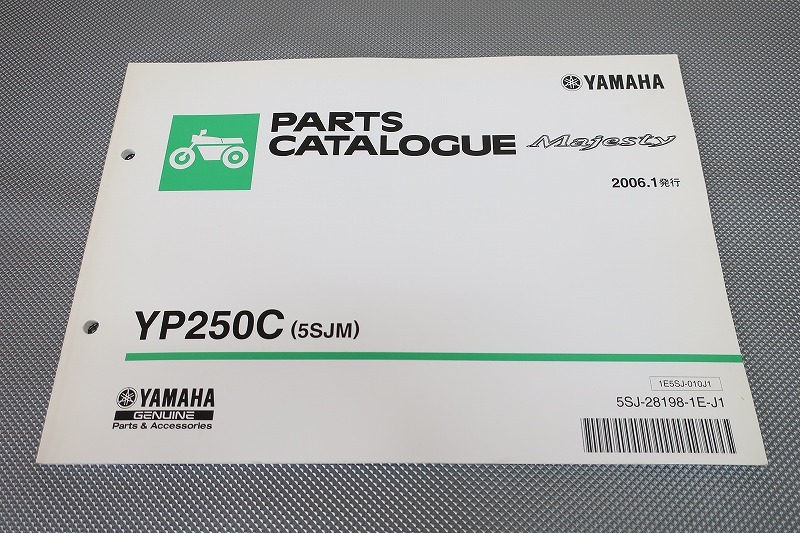 YAMAHA
PARTS
CATALOGUE Majesty
2006.1発行
YP250C (5SJM)
YAMAHA
GENUINE
Parts & Accessories
1E5SJ-010J1
5SJ-28198-1E-J1